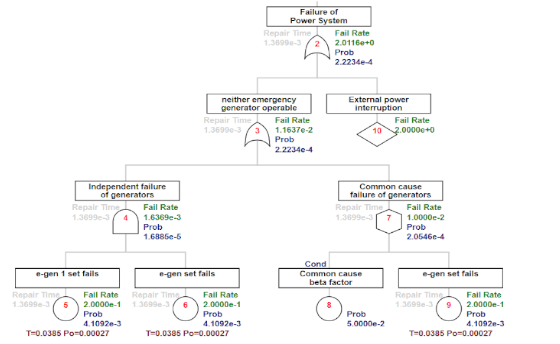 Failure of
Power System
Repair Time
1.3699e-3
2
Fail Rate
2.0116e+0
Prob
2.2234e-4
neither emergency
generator operable
Repair Time
1.3699e-3
3
Fail Rate
1.1637e-2
Prob
2.2234e-4
External power
interruption
10
Fail Rate
2.0000e+0
Independent failure
of generators
Repair Time
1.3699e-3
4
Fail Rate
1.6369e-3
Prob
1.6885e-5
Common cause
failure of generators
Repair Time
1.3699e-3
7
Fail Rate
1.0000e-2
Prob
2.0546e-4
e-gen 1 set fails
Repair Time
1.3699e-3
5
Fail Rate
2.0000e-1
Prob
4.1092e-3
T=0.0385 Po=0.00027
e-gen set fails
Repair Time
1.3699e-3
6
Fail Rate
2.0000e-1
Prob
4.1092e-3
T=0.0385 Po=0.00027
Cond
Common cause
beta factor
8
Prob
5.0000e-2
e-gen set fails
Repair Time
1.3699e-3
9
Fail Rate
2.0000e-1
Prob
4.1092e-3
T=0.0385 Po=0.00027